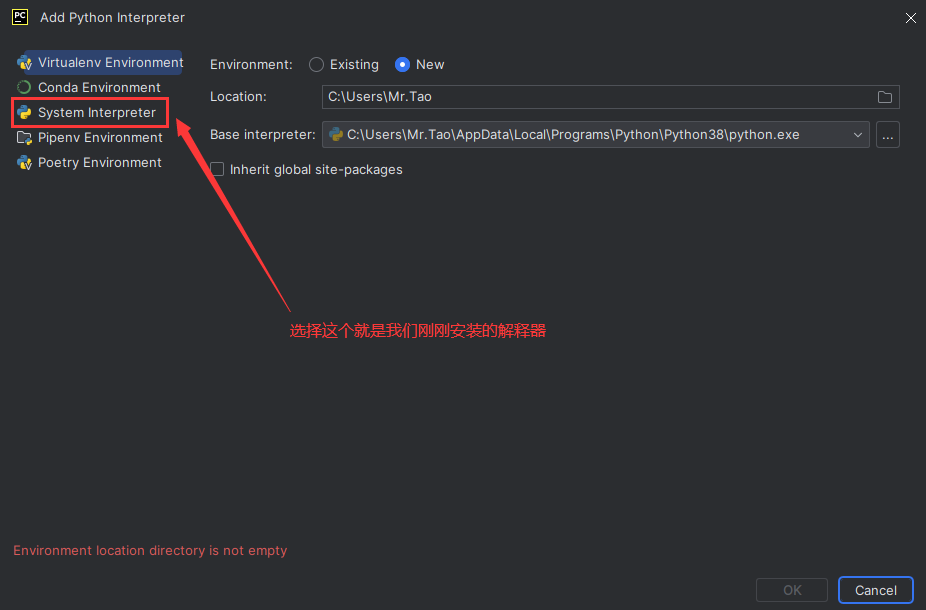 PC Add Python Interpreter
Virtualenv Environment
Conda Environment
System Interpreter
Pipenv Environment
Poetry Environment
Environment: Existing New
Location: C:\Users\Mr.Tao
Base interpreter: C:\Users\Mr.Tao\AppData\Local\Programs\Python\Python38\python.exe ...
Inherit global site-packages
选择这个就是我们刚刚安装的解释器
Environment location directory is not empty
OK Cancel